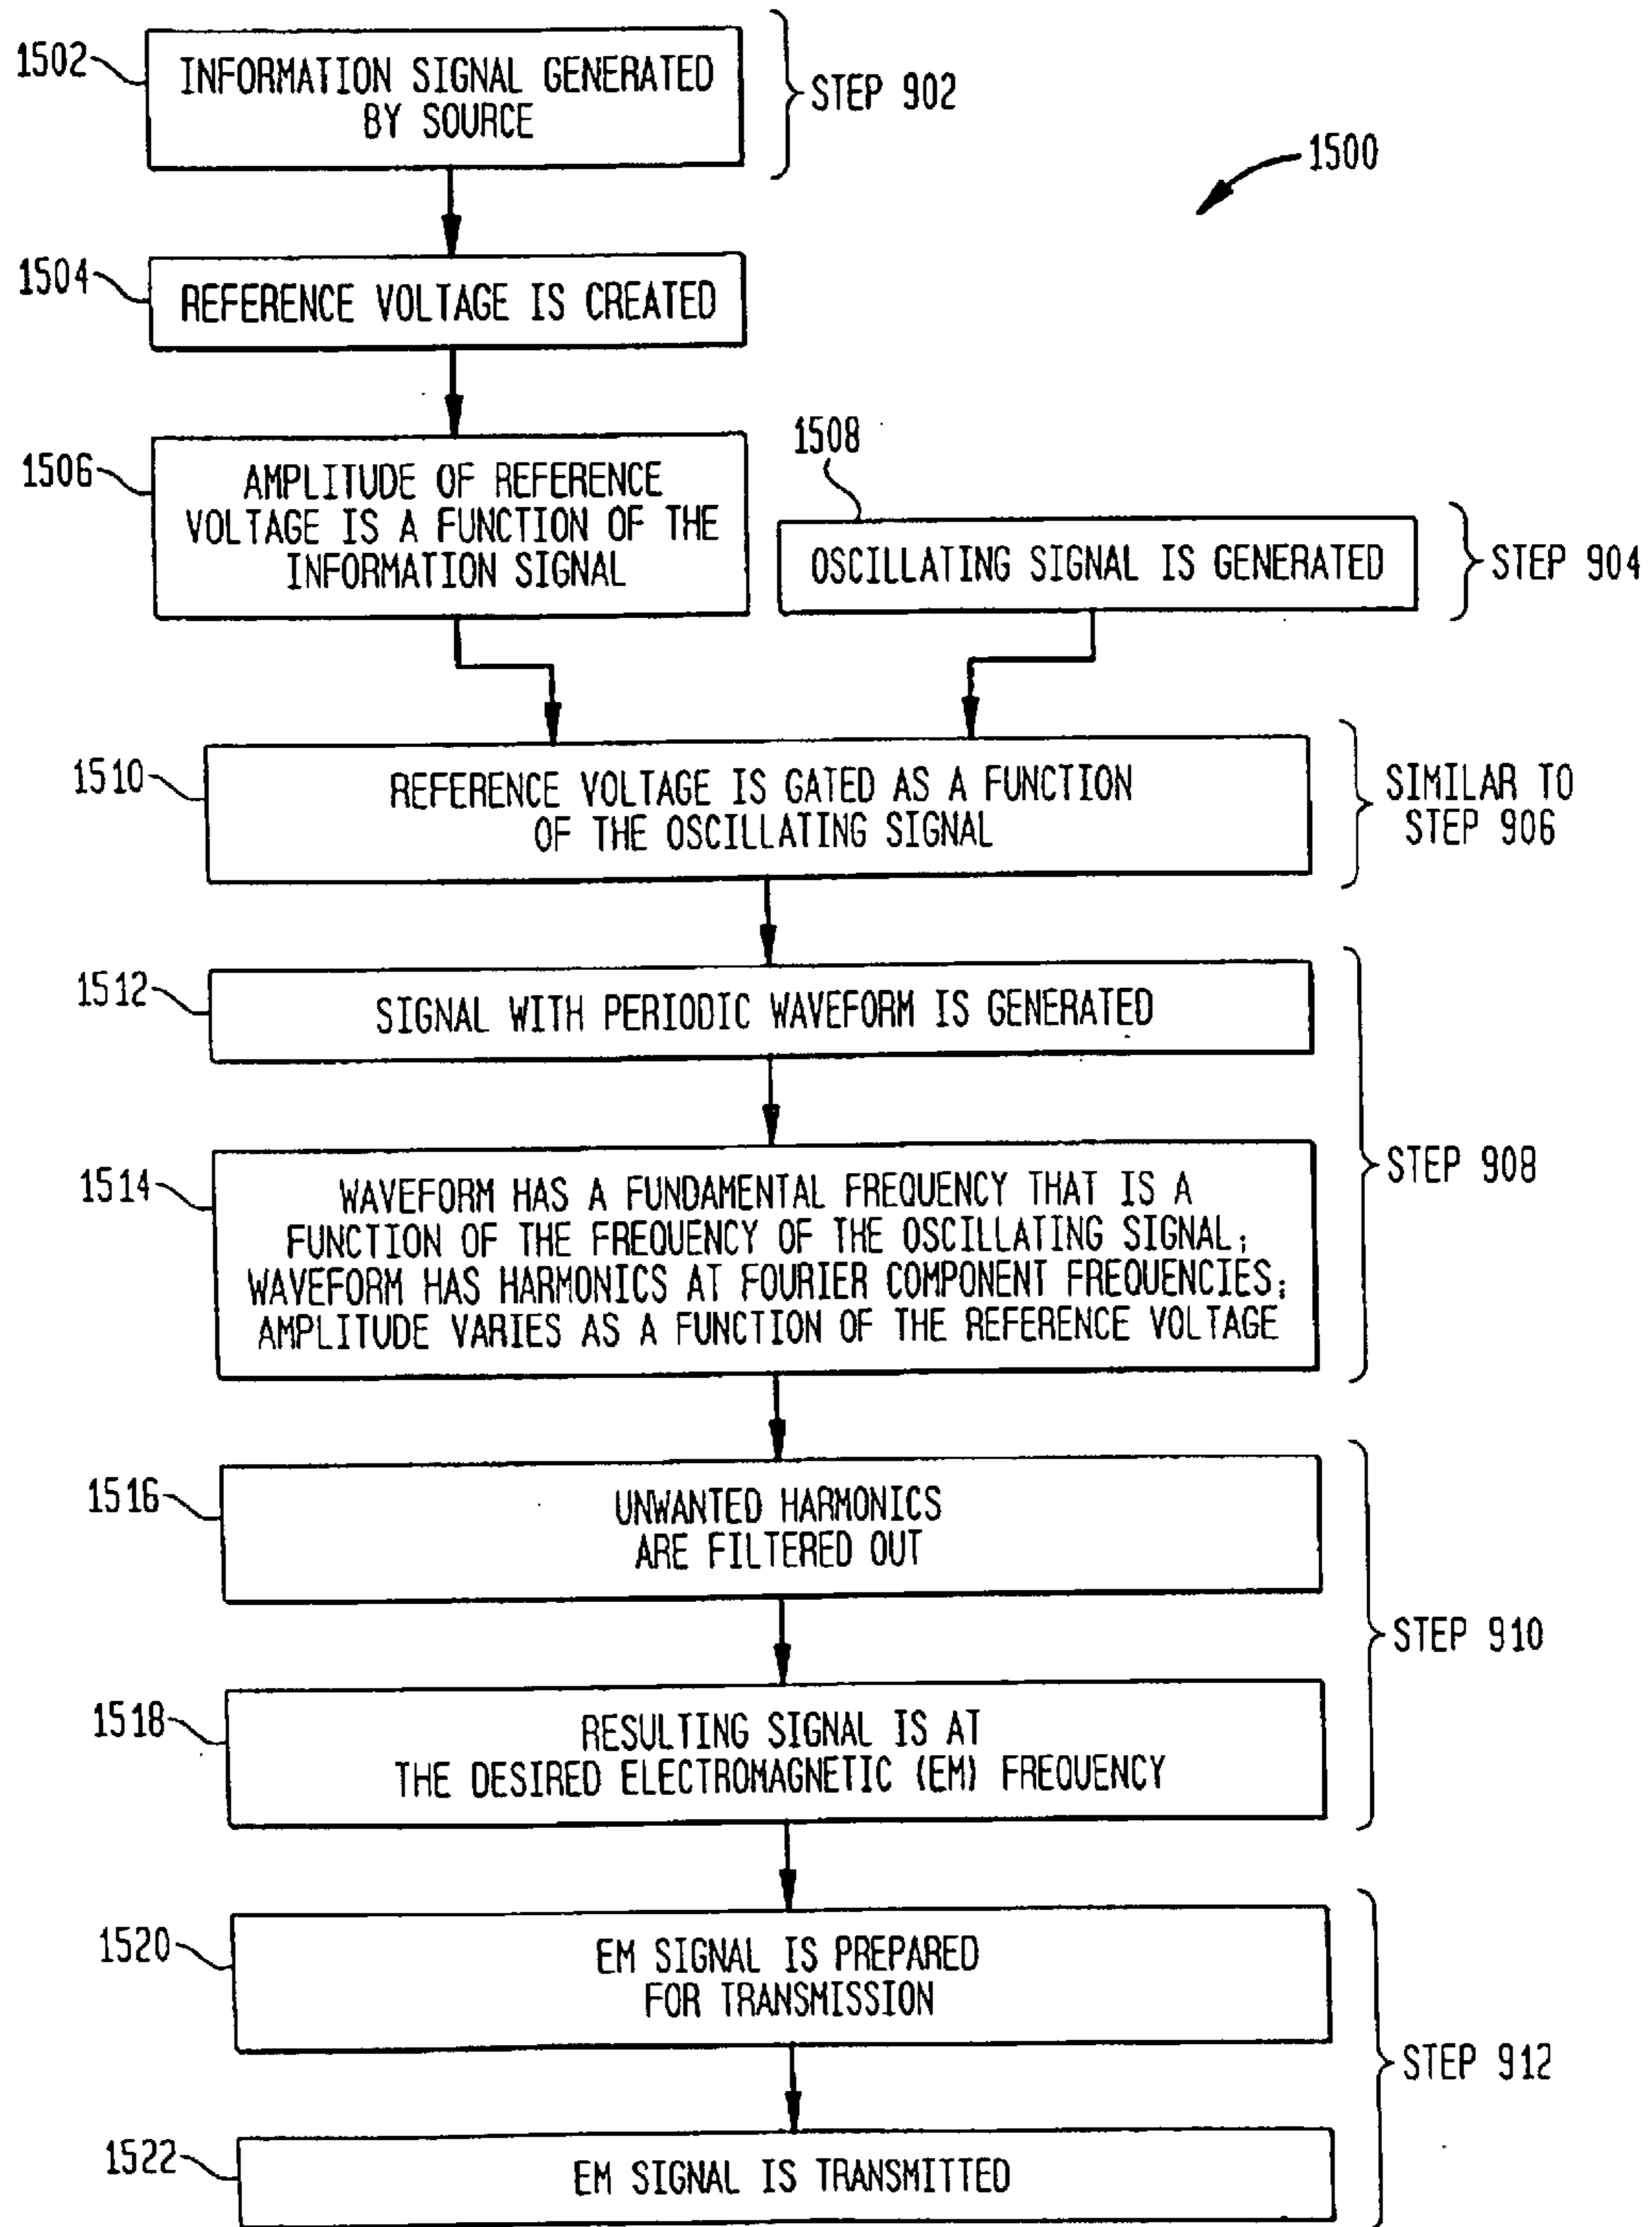 1502
INFORMATION SIGNAL GENERATED
BY SOURCE
STEP 902
1500
1504
REFERENCE VOLTAGE IS CREATED
1506
AMPLITUDE OF REFERENCE
VOLTAGE IS A FUNCTION OF THE
INFORMATION SIGNAL
1508
OSCILLATING SIGNAL IS GENERATED
STEP 904
1510
REFERENCE VOLTAGE IS GATED AS A FUNCTION
OF THE OSCILLATING SIGNAL
SIMILAR TO
STEP 906
1512
SIGNAL WITH PERIODIC WAVEFORM IS GENERATED
1514
WAVEFORM HAS A FUNDAMENTAL FREQUENCY THAT IS A
FUNCTION OF THE FREQUENCY OF THE OSCILLATING SIGNAL;
WAVEFORM HAS HARMONICS AT FOURIER COMPONENT FREQUENCIES;
AMPLITUDE VARIES AS A FUNCTION OF THE REFERENCE VOLTAGE
STEP 908
1516
UNWANTED HARMONICS
ARE FILTERED OUT
STEP 910
1518
RESULTING SIGNAL IS AT
THE DESIRED ELECTROMAGNETIC (EM) FREQUENCY
1520
EM SIGNAL IS PREPARED
FOR TRANSMISSION
STEP 912
1522
EM SIGNAL IS TRANSMITTED